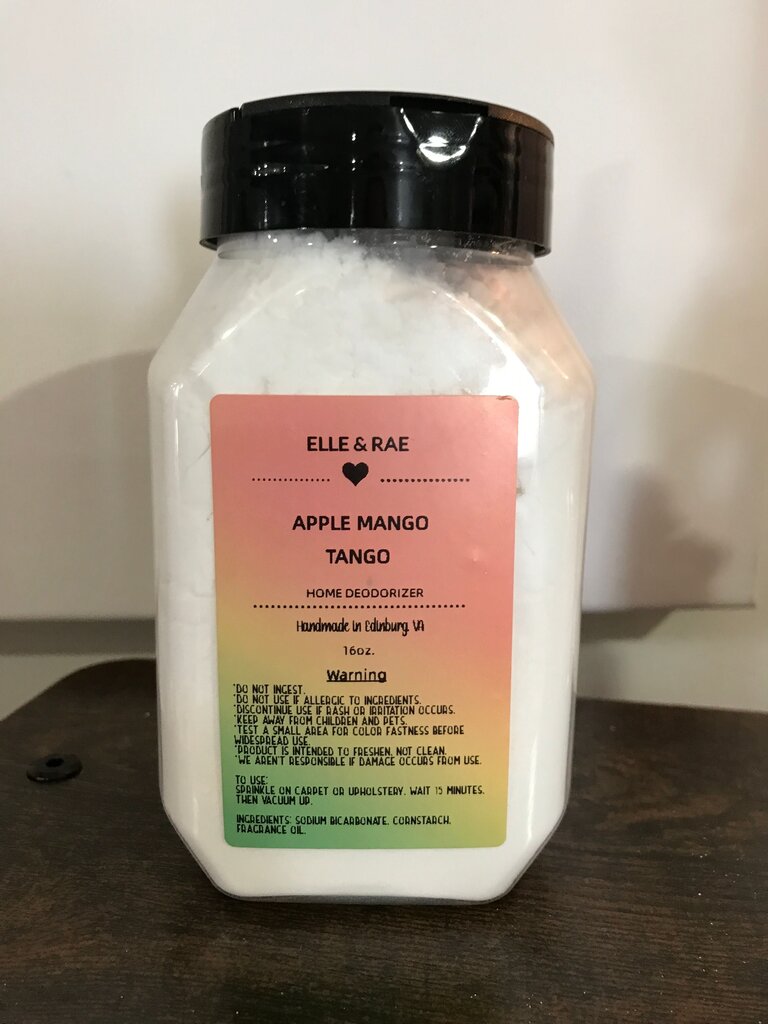 ELLE & RAE
APPLE MANGO
TANGO
HOME DEODORIZER
Handmade in Edinburg, VA
16oz.
Warning
*DO NOT INGEST.
*DO NOT USE IF ALLERGIC TO INGREDIENTS.
*DISCONTINUE USE IF RASH OR IRRITATION OCCURS.
*KEEP AWAY FROM CHILDREN AND PETS.
*TEST A SMALL AREA FOR COLOR FASTNESS BEFORE
WIDESPREAD USE.
*PRODUCT IS INTENDED TO FRESHEN, NOT CLEAN.
*WE AREN'T RESPONSIBLE IF DAMAGE OCCURS FROM USE.
TO USE:
SPRINKLE ON CARPET OR UPHOLSTERY. WAIT 15 MINUTES,
THEN VACUUM UP.
INGREDIENTS: SODIUM BICARBONATE, CORNSTARCH,
FRAGRANCE OIL.